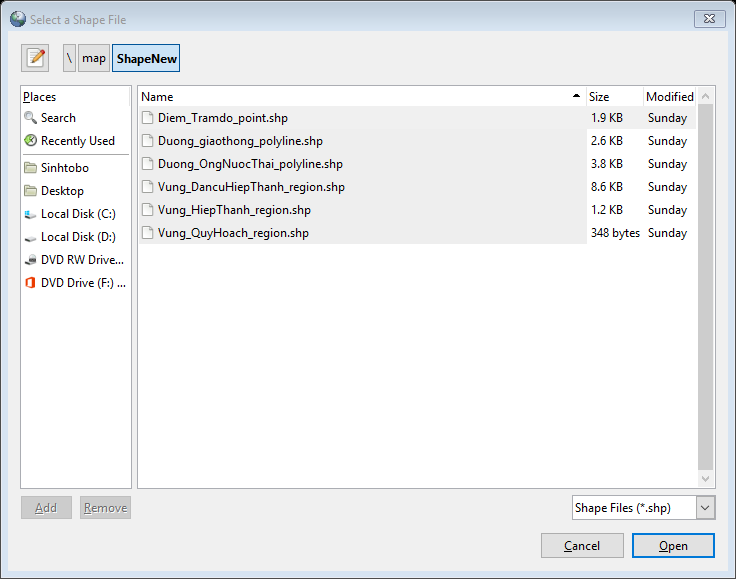 Select a Shape File
\ map ShapeNew
Places
Search
Recently Used
Sinhtobo
Desktop
Local Disk (C:)
Local Disk (D:)
DVD RW Drive...
DVD Drive (F:) ...
Name Size Modified
Diem_Tramdo_point.shp 1.9 KB Sunday
Duong_giaothong_polyline.shp 2.6 KB Sunday
Duong_OngNuocThai_polyline.shp 3.8 KB Sunday
Vung_DancuHiepThanh_region.shp 8.6 KB Sunday
Vung_HiepThanh_region.shp 1.2 KB Sunday
Vung_QuyHoach_region.shp 348 bytes Sunday
Add Remove
Shape Files (*.shp)
Cancel Open